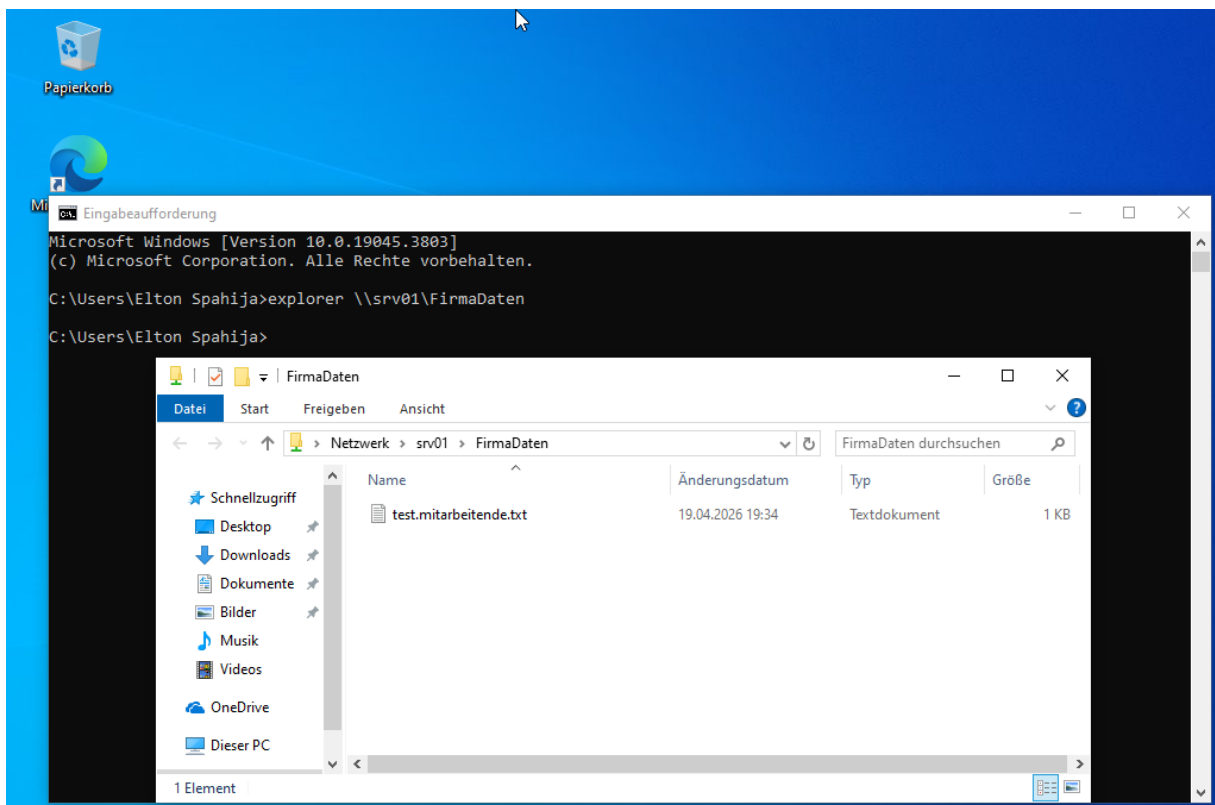 Papierkorb
Mi
Eingabeaufforderung
Microsoft Windows [Version 10.0.19045.3803]
(c) Microsoft Corporation. Alle Rechte vorbehalten.
C:\Users\Elton Spahija>explorer \\srv01\FirmaDaten
C:\Users\Elton Spahija>
FirmaDaten
Datei Start Freigeben Ansicht
Netzwerk > srv01 > FirmaDaten FirmaDaten durchsuchen
Name Änderungsdatum Typ Größe
test.mitarbeitende.txt 19.04.2026 19:34 Textdokument 1 KB
Schnellzugriff
Desktop
Downloads
Dokumente
Bilder
Musik
Videos
OneDrive
Dieser PC
1 Element